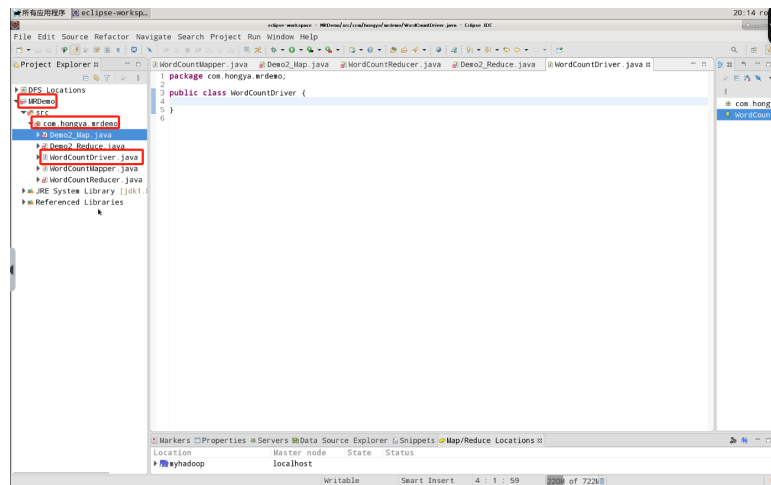 所有应用程序 eclipse-worksp…
20:14
eclipse-workspace - MRDemo/src/com/hongya/mrdemo/WordCountDriver.java - Eclipse IDE
File Edit Source Refactor Navigate Search Project Run Window Help
Project Explorer
WordCountMapper.java Demo2_Map.java WordCountReducer.java Demo2_Reduce.java WordCountDriver.java
DFS Locations
MRDemo
src
com.hongya.mrdemo
Demo2_Map.java
Demo2_Reduce.java
WordCountDriver.java
WordCountMapper.java
WordCountReducer.java
JRE System Library [jdk1.
Referenced Libraries
1 package com.hongya.mrdemo;
2
3 public class WordCountDriver {
4
5 }
6
com.hong
WordCoun
Markers Properties Servers Data Source Explorer Snippets Map/Reduce Locations
Location Master node State Status
myhadoop localhost
Writable Smart Insert 4 : 1 : 59 220M of 722M